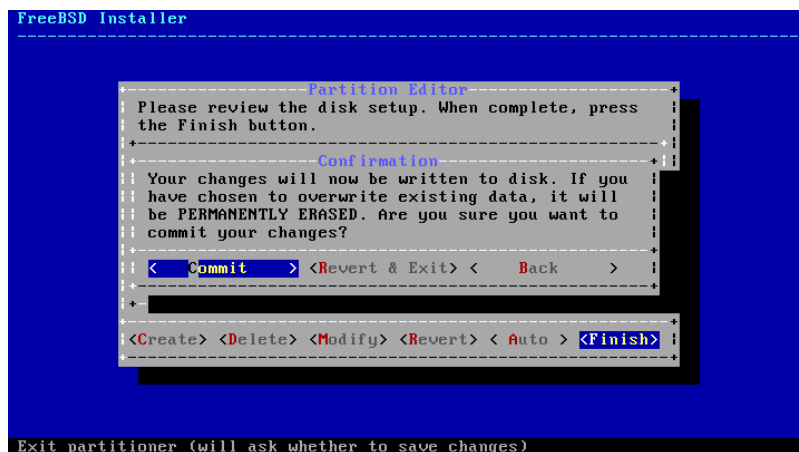 FreeBSD Installer
Partition Editor
Please review the disk setup. When complete, press
the Finish button.
Confirmation
Your changes will now be written to disk. If you
have chosen to overwrite existing data, it will
be PERMANENTLY ERASED. Are you sure you want to
commit your changes?
< Commit > <Revert & Exit> < Back >
<Create> <Delete> <Modify> <Revert> < Auto > <Finish>
Exit partitioner (will ask whether to save changes)